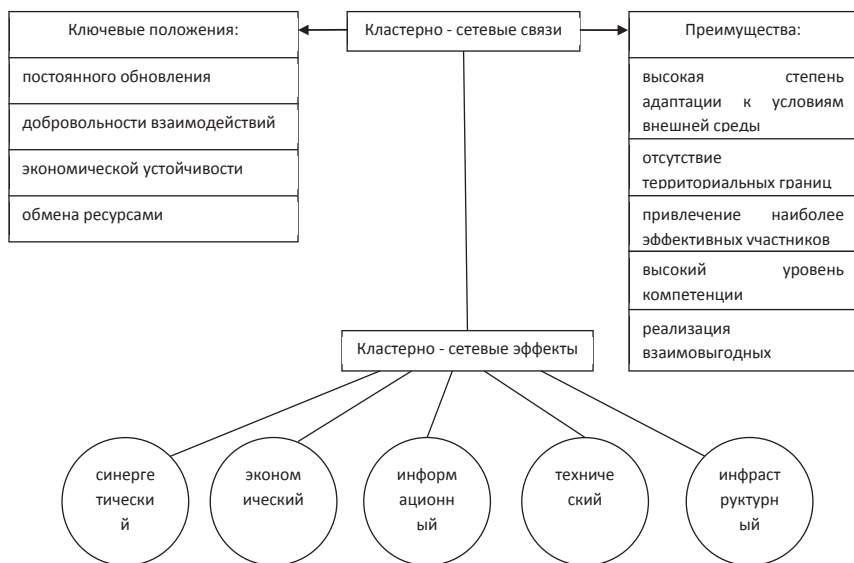 Ключевые положения:
постоянного обновления
добровольности взаимодействий
экономической устойчивости
обмена ресурсами
Кластерно - сетевые связи
Преимущества:
высокая степень
адаптации к условиям
внешней среды
отсутствие
территориальных границ
привлечение наиболее
эффективных участников
высокий уровень
компетенции
реализация
взаимовыгодных
Кластерно - сетевые эффекты
синерге
тически
й
эконом
ический
информ
ационн
ый
техниче
ский
инфраст
руктурн
ый